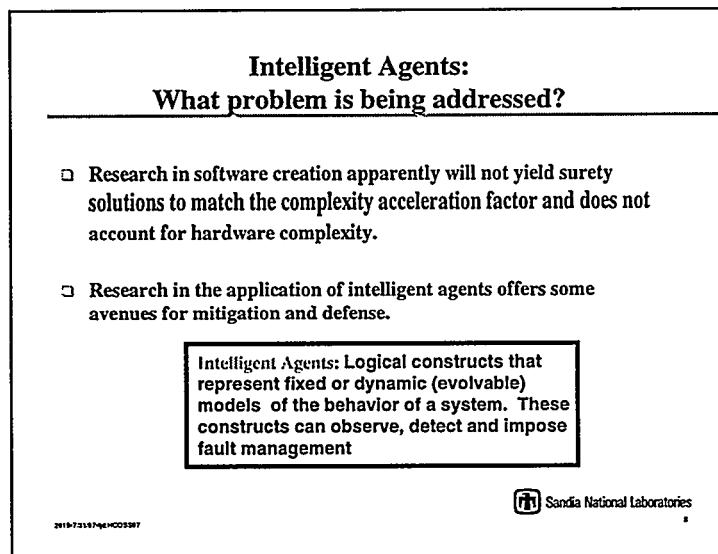 Intelligent Agents:
What problem is being addressed?
Research in software creation apparently will not yield surety
solutions to match the complexity acceleration factor and does not
account for hardware complexity.
Research in the application of intelligent agents offers some
avenues for mitigation and defense.
Intelligent Agents: Logical constructs that
represent fixed or dynamic (evolvable)
models of the behavior of a system. These
constructs can observe, detect and impose
fault management
Sandia National Laboratories